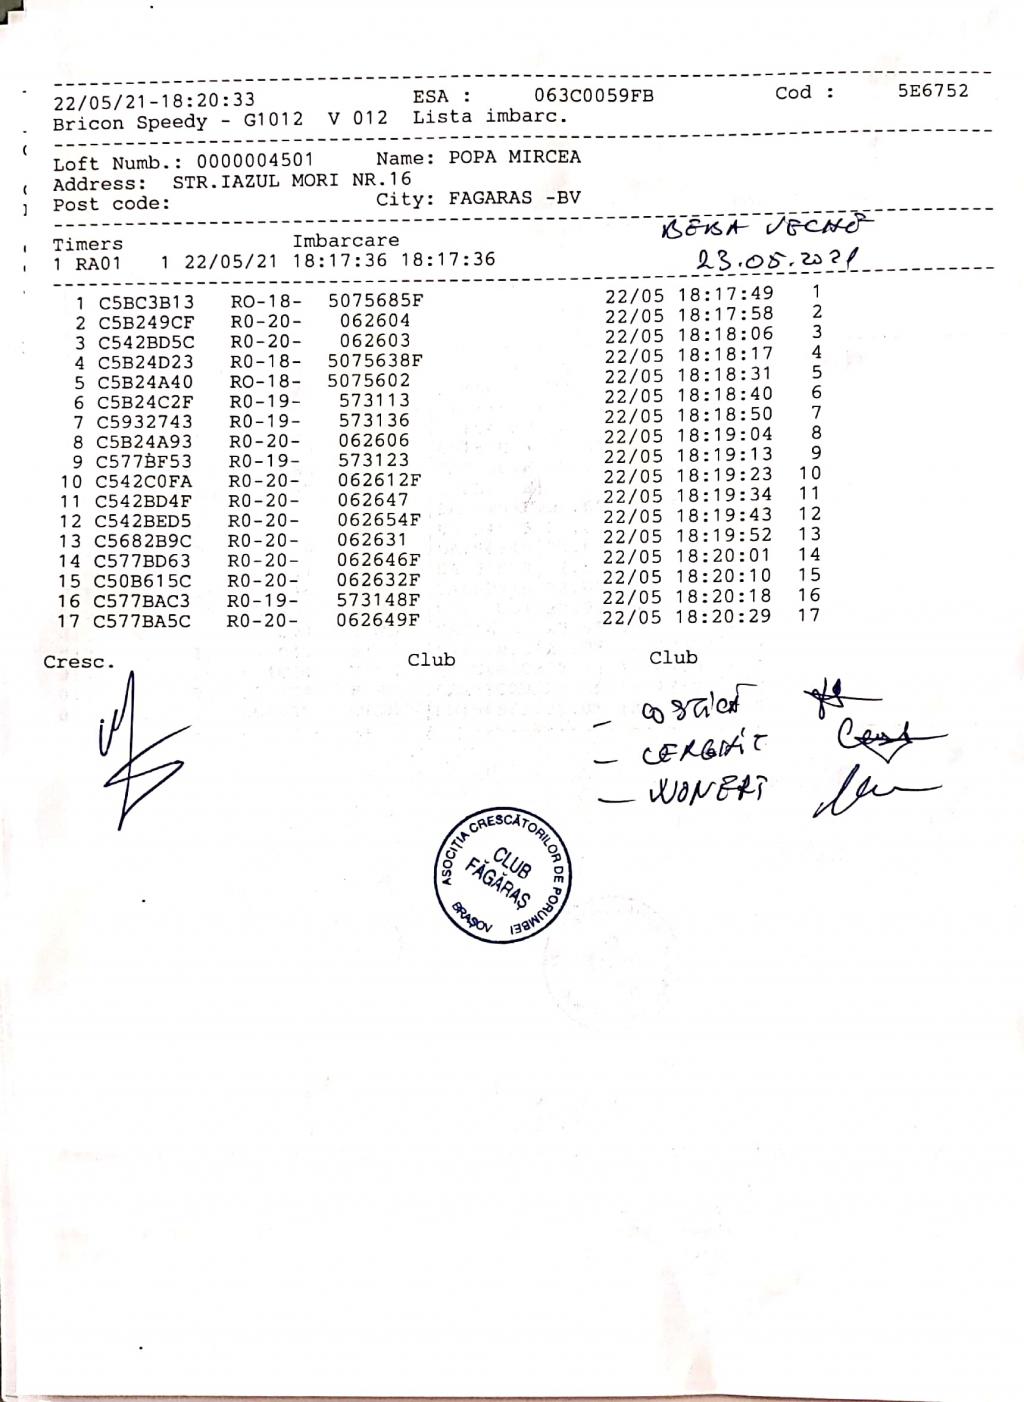 22/05/21-18:20:33 ESA : 063C0059FB Cod : 5E6752
Bricon Speedy - G1012 V 012 Lista imbarc.
Loft Numb.: 0000004501 Name: POPA MIRCEA
Address: STR.IAZUL MORI NR.16
Post code: City: FAGARAS -BV
BEBA VECHE
Timers Imbarcare
23.05.2021
1 RA01 1 22/05/21 18:17:36 18:17:36
1 C5BC3B13 RO-18- 5075685F 22/05 18:17:49 1
2 C5B249CF RO-20- 062604 22/05 18:17:58 2
3 C542BD5C RO-20- 062603 22/05 18:18:06 3
4 C5B24D23 RO-18- 5075638F 22/05 18:18:17 4
5 C5B24A40 RO-18- 5075602 22/05 18:18:31 5
6 C5B24C2F RO-19- 573113 22/05 18:18:40 6
7 C5932743 RO-19- 573136 22/05 18:18:50 7
8 C5B24A93 RO-20- 062606 22/05 18:19:04 8
9 C577BF53 RO-19- 573123 22/05 18:19:13 9
10 C542C0FA RO-20- 062612F 22/05 18:19:23 10
11 C542BD4F RO-20- 062647 22/05 18:19:34 11
12 C542BED5 RO-20- 062654F 22/05 18:19:43 12
13 C5682B9C RO-20- 062631 22/05 18:19:52 13
14 C577BD63 RO-20- 062646F 22/05 18:20:01 14
15 C50B615C RO-20- 062632F 22/05 18:20:10 15
16 C577BAC3 RO-19- 573148F 22/05 18:20:18 16
17 C577BA5C RO-20- 062649F 22/05 18:20:29 17
Cresc. Club Club
- COSTICĂ
ASOCIȚIA CRESCĂTORILOR DE PORUMBEI
CLUB
FĂGĂRAȘ
BRAȘOV